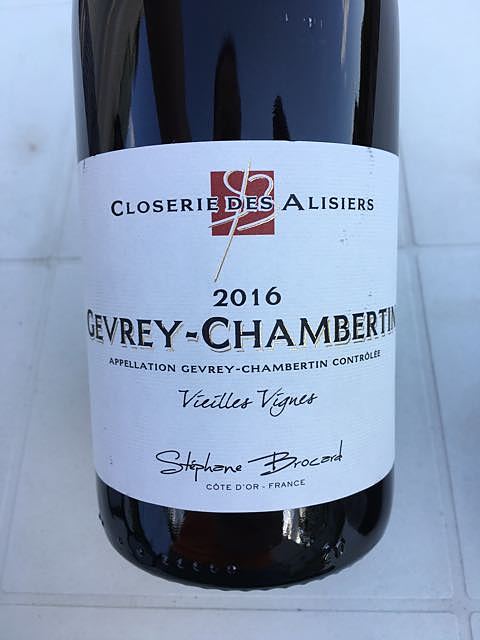 CLOSERIE DES ALISIERS
2016
GEVREY-CHAMBERTIN
APPELLATION GEVREY-CHAMBERTIN CONTRÔLÉE
Vieilles Vignes
Stéphane Brocard
CÔTE D'OR - FRANCE